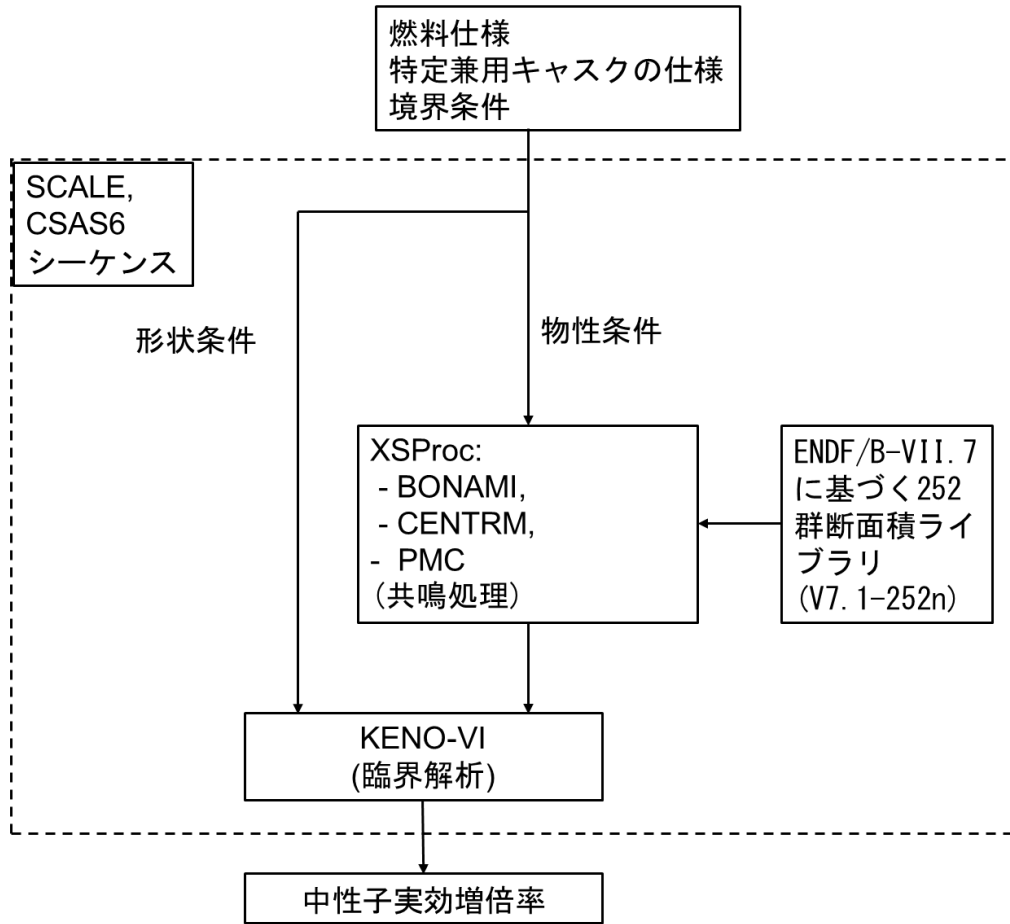 燃料仕様
特定兼用キャスクの仕様
境界条件
SCALE,
CSAS6
シーケンス
形状条件
物性条件
XSProc:
- BONAMI,
- CENTRM,
- PMC
(共鳴処理)
ENDF/B-VII.7
に基づく252
群断面積ライ
ブラリ
(V7.1-252n)
KENO-VI
(臨界解析)
中性子実効増倍率